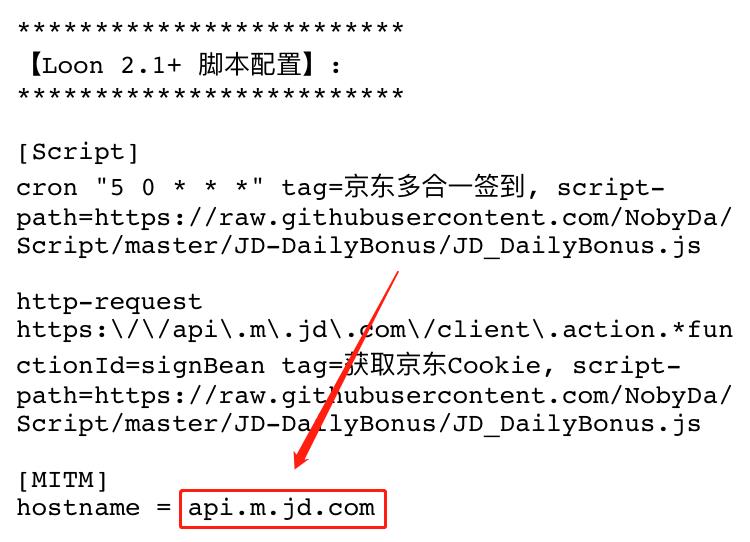 *************************
【Loon 2.1+ 脚本配置】:
*************************
[Script]
cron "5 0 * * *" tag=京东多合一签到, script-
path=https://raw.githubusercontent.com/NobyDa/
Script/master/JD-DailyBonus/JD_DailyBonus.js
http-request
https:\/\/api\.m\.jd\.com\/client\.action.*fun
ctionId=signBean tag=获取京东Cookie, script-
path=https://raw.githubusercontent.com/NobyDa/
Script/master/JD-DailyBonus/JD_DailyBonus.js
[MITM]
hostname = api.m.jd.com